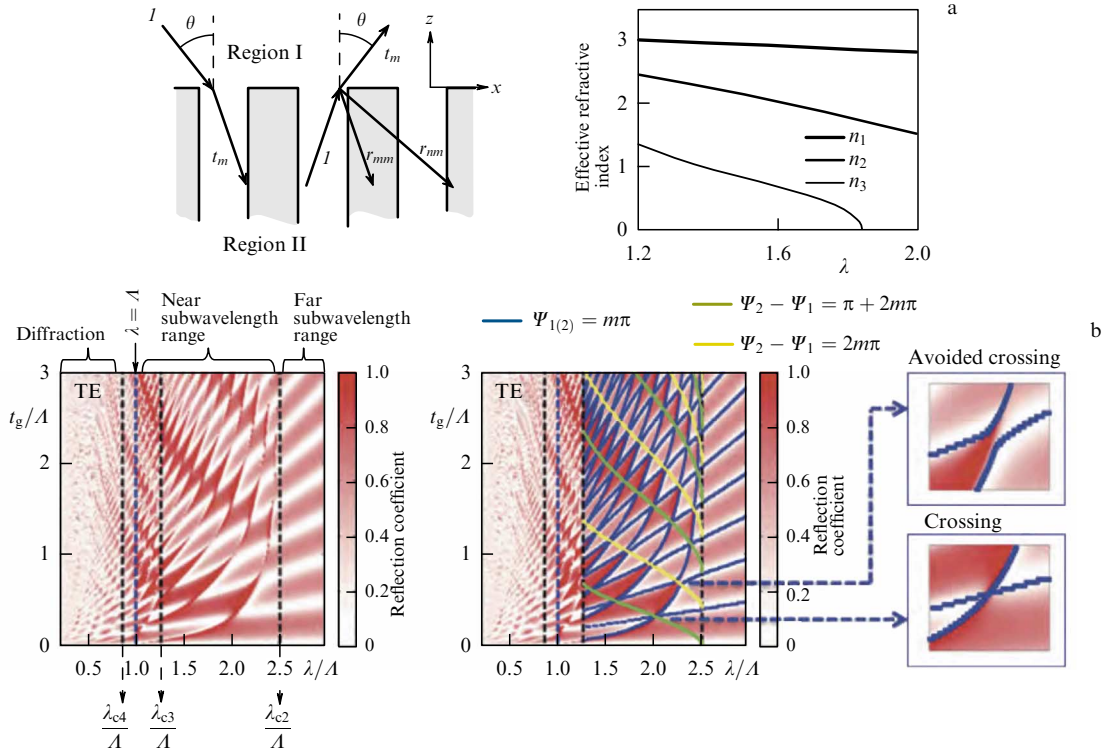 a
1
θ
Region I
θ
t_m
z
x
t_m
1
r_mm
r_nm
Region II
Effective refractive
index
3
2
1
0
n_1
n_2
n_3
1.2
1.6
2.0
λ
b
Diffraction
λ = Λ
Near
subwavelength
range
Far
subwavelength
range
Ψ_1(2) = mπ
Ψ_2 − Ψ_1 = π + 2mπ
Ψ_2 − Ψ_1 = 2mπ
3
TE
t_g/Λ
2
1
0
0.5
1.0
1.5
2.0
2.5
λ/Λ
λ_c4/Λ
λ_c3/Λ
λ_c2/Λ
1.0
0.8
0.6
0.4
0.2
0
Reflection coefficient
3
TE
t_g/Λ
2
1
0
0.5
1.0
1.5
2.0
2.5
λ/Λ
1.0
0.8
0.6
0.4
0.2
0
Reflection
coefficient
Avoided crossing
Crossing